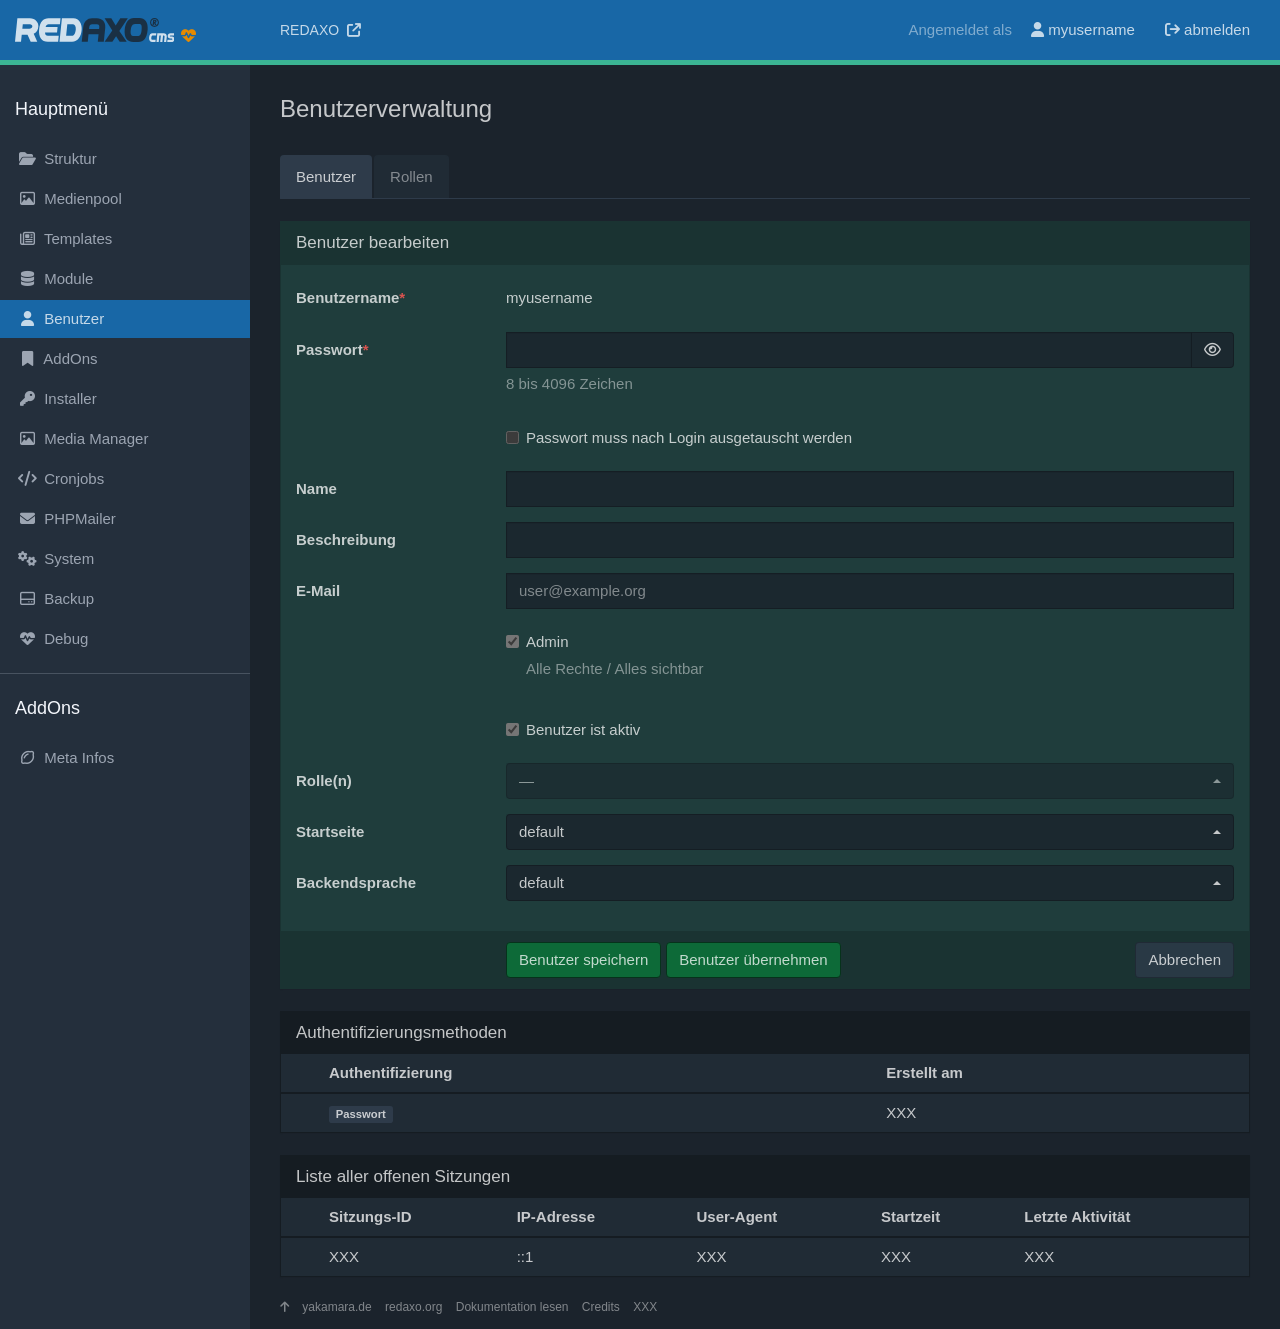 REDAXO® cms
REDAXO
Angemeldet als myusername abmelden
Hauptmenü
Struktur
Medienpool
Templates
Module
Benutzer
AddOns
Installer
Media Manager
Cronjobs
PHPMailer
System
Backup
Debug
AddOns
Meta Infos
Benutzerverwaltung
Benutzer Rollen
Benutzer bearbeiten
Benutzername* myusername
Passwort*
8 bis 4096 Zeichen
Passwort muss nach Login ausgetauscht werden
Name
Beschreibung
E-Mail user@example.org
Admin
Alle Rechte / Alles sichtbar
Benutzer ist aktiv
Rolle(n) —
Startseite default
Backendsprache default
Benutzer speichern Benutzer übernehmen Abbrechen
Authentifizierungsmethoden
Authentifizierung Erstellt am
Passwort XXX
Liste aller offenen Sitzungen
Sitzungs-ID IP-Adresse User-Agent Startzeit Letzte Aktivität
XXX ::1 XXX XXX XXX
yakamara.de redaxo.org Dokumentation lesen Credits XXX